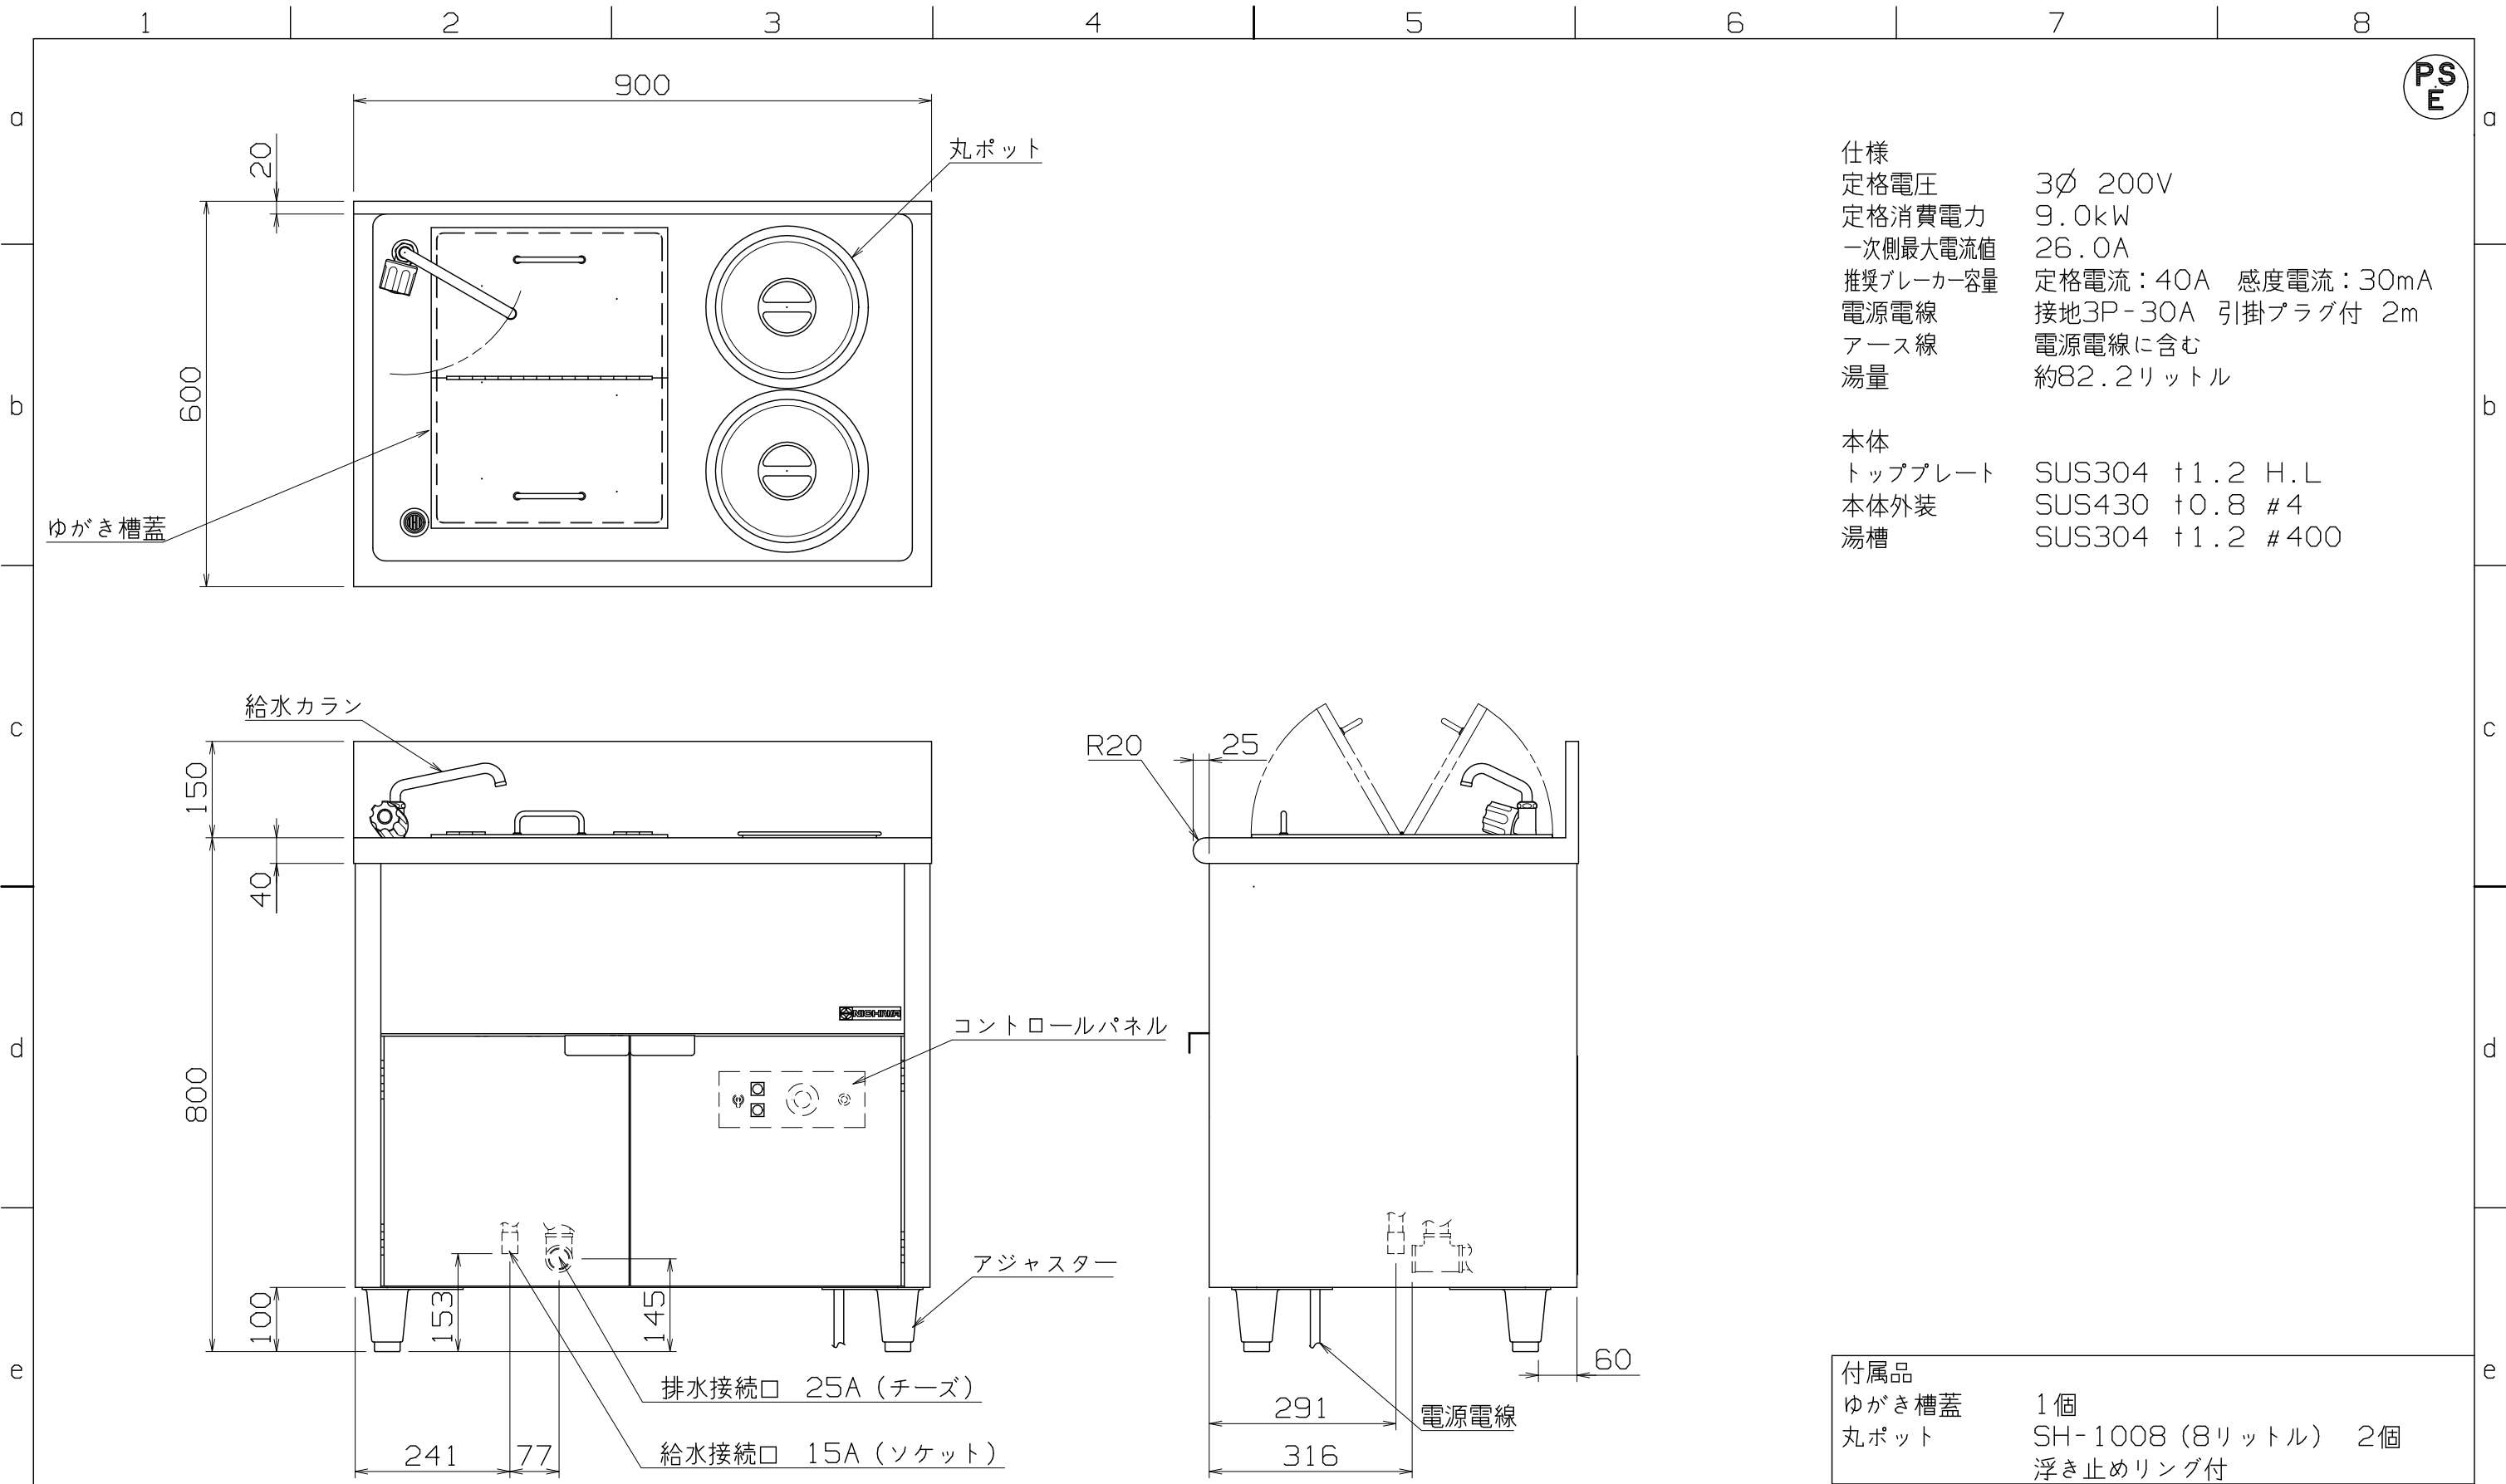 1 2 3 4 5 6 7 8
a
a
PS
E
900
20
丸ポット
600
ゆがき槽蓋
b
b
仕様
定格電圧 3Ø 200V
定格消費電力 9.0kW
一次側最大電流値 26.0A
推奨ブレーカー容量 定格電流:40A 感度電流:30mA
電源電線 接地3P-30A 引掛プラグ付 2m
アース線 電源電線に含む
湯量 約82.2リットル
本体
トッププレート SUS304 t1.2 H.L
本体外装 SUS430 t0.8 #4
湯槽 SUS304 t1.2 #400
c
c
給水カラン
150
40
R20
25
800
NICHIWA
コントロールパネル
d
d
アジャスター
100
153
145
排水接続口 25A(チーズ)
給水接続口 15A(ソケット)
241
77
60
291
電源電線
316
e
e
付属品
ゆがき槽蓋 1個
丸ポット SH-1008(8リットル) 2個
浮き止めリング付